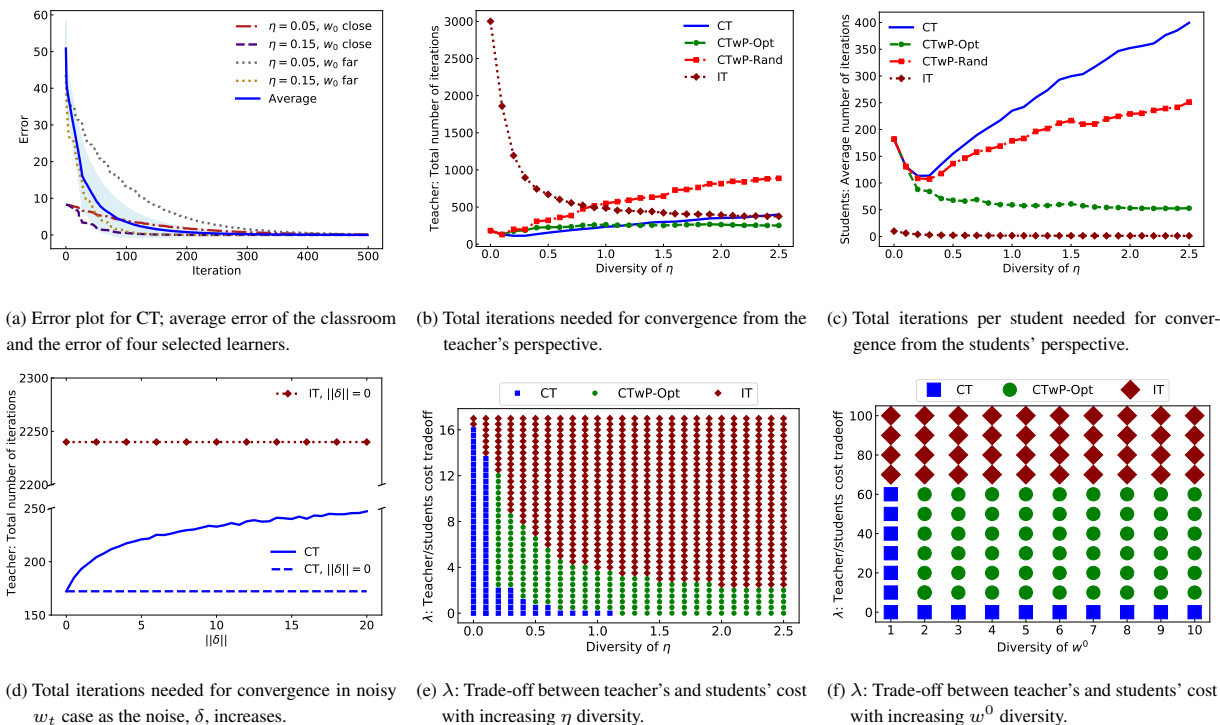 60
50
40
30
20
10
0
Error
0 100 200 300 400 500
Iteration
η = 0.05, w₀ close
η = 0.15, w₀ close
η = 0.05, w₀ far
η = 0.15, w₀ far
Average
3000
2500
2000
1500
1000
500
0
Teacher: Total number of iterations
0.0 0.5 1.0 1.5 2.0 2.5
Diversity of η
CT
CTwP-Opt
CTwP-Rand
IT
400
350
300
250
200
150
100
50
0
Students: Average number of iterations
0.0 0.5 1.0 1.5 2.0 2.5
Diversity of η
CT
CTwP-Opt
CTwP-Rand
IT
(a) Error plot for CT; average error of the classroom
and the error of four selected learners.
(b) Total iterations needed for convergence from the
teacher's perspective.
(c) Total iterations per student needed for conver-
gence from the students' perspective.
2300
2250
2200
250
200
150
Teacher: Total number of iterations
0 5 10 15 20
||δ||
IT, ||δ|| = 0
CT
CT, ||δ|| = 0
CT CTwP-Opt IT
16
12
8
4
0
λ: Teacher/students cost tradeoff
0.0 0.5 1.0 1.5 2.0 2.5
Diversity of η
CT CTwP-Opt IT
100
80
60
40
20
0
λ: Teacher/students cost tradeoff
1 2 3 4 5 6 7 8 9 10
Diversity of w⁰
(d) Total iterations needed for convergence in noisy
wₜ case as the noise, δ, increases.
(e) λ: Trade-off between teacher's and students' cost
with increasing η diversity.
(f) λ: Trade-off between teacher's and students' cost
with increasing w⁰ diversity.